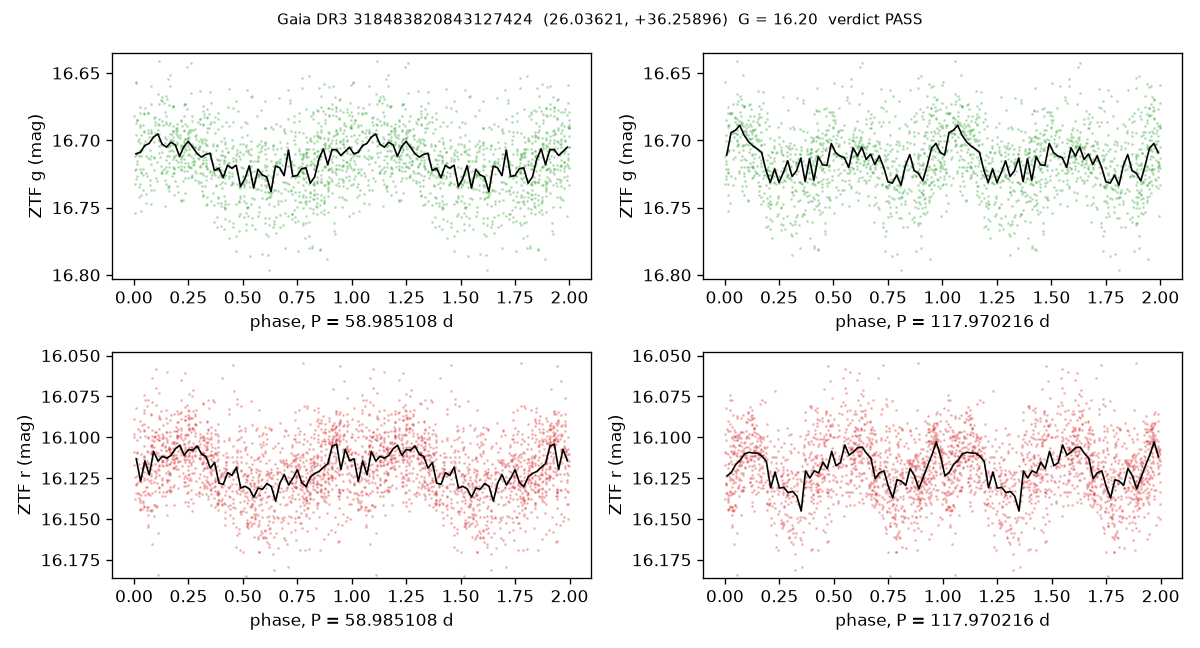 Gaia DR3 318483820843127424 (26.03621, +36.25896) G = 16.20 verdict PASS
ZTF g (mag)
16.65
16.70
16.75
16.80
0.00 0.25 0.50 0.75 1.00 1.25 1.50 1.75 2.00
phase, P = 58.985108 d
ZTF g (mag)
16.65
16.70
16.75
16.80
0.00 0.25 0.50 0.75 1.00 1.25 1.50 1.75 2.00
phase, P = 117.970216 d
ZTF r (mag)
16.050
16.075
16.100
16.125
16.150
16.175
0.00 0.25 0.50 0.75 1.00 1.25 1.50 1.75 2.00
phase, P = 58.985108 d
ZTF r (mag)
16.050
16.075
16.100
16.125
16.150
16.175
0.00 0.25 0.50 0.75 1.00 1.25 1.50 1.75 2.00
phase, P = 117.970216 d